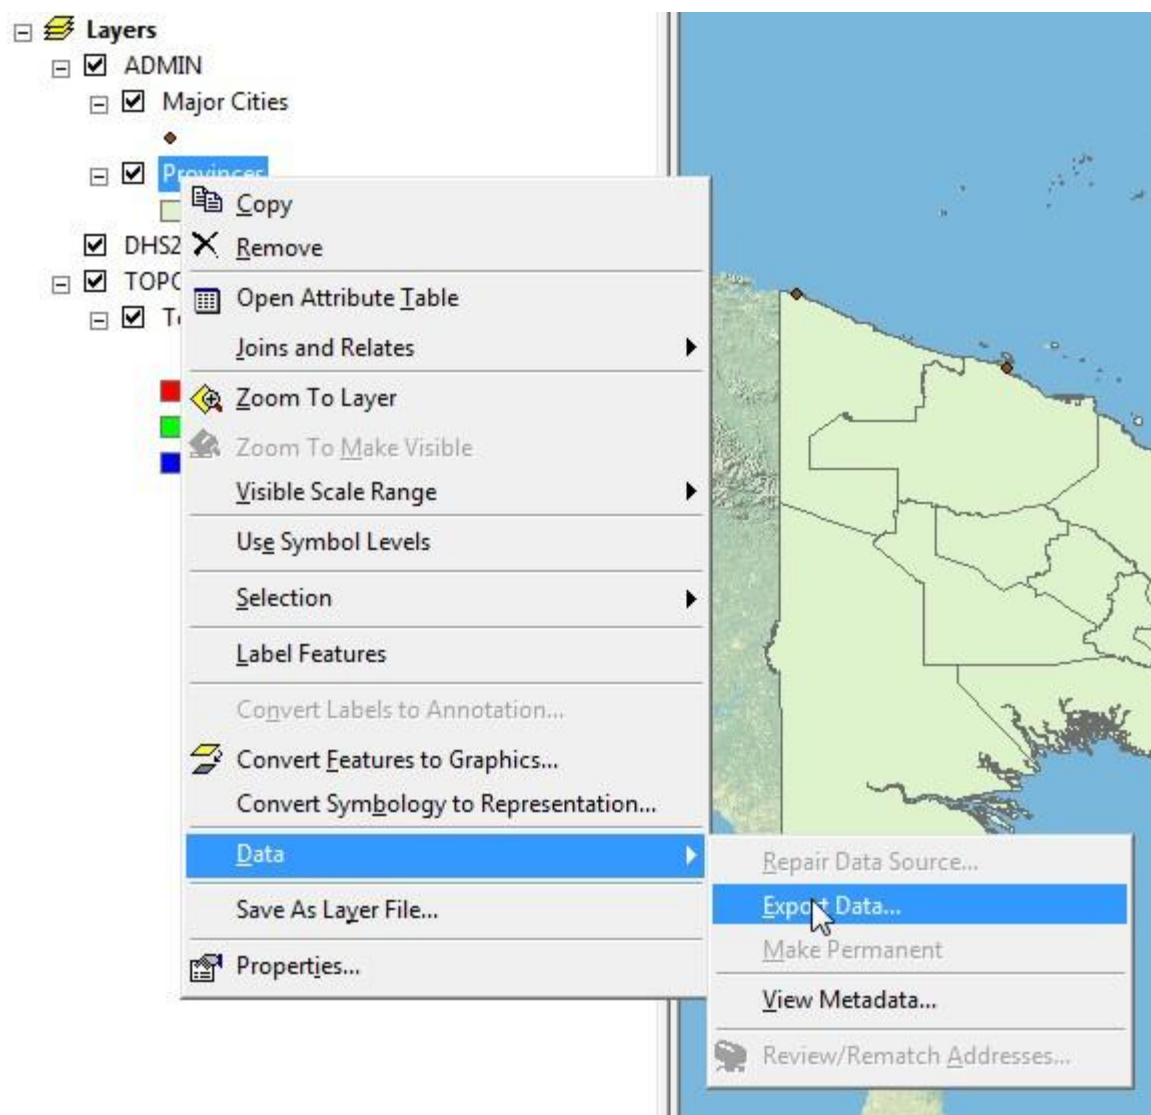 Layers
ADMIN
Major Cities
Provinces
Copy
DHS2
Remove
TOPO
Open Attribute Table
Joins and Relates
Zoom To Layer
Zoom To Make Visible
Visible Scale Range
Use Symbol Levels
Selection
Label Features
Convert Labels to Annotation...
Convert Features to Graphics...
Convert Symbology to Representation...
Data
Repair Data Source...
Export Data...
Save As Layer File...
Make Permanent
Properties...
View Metadata...
Review/Rematch Addresses...